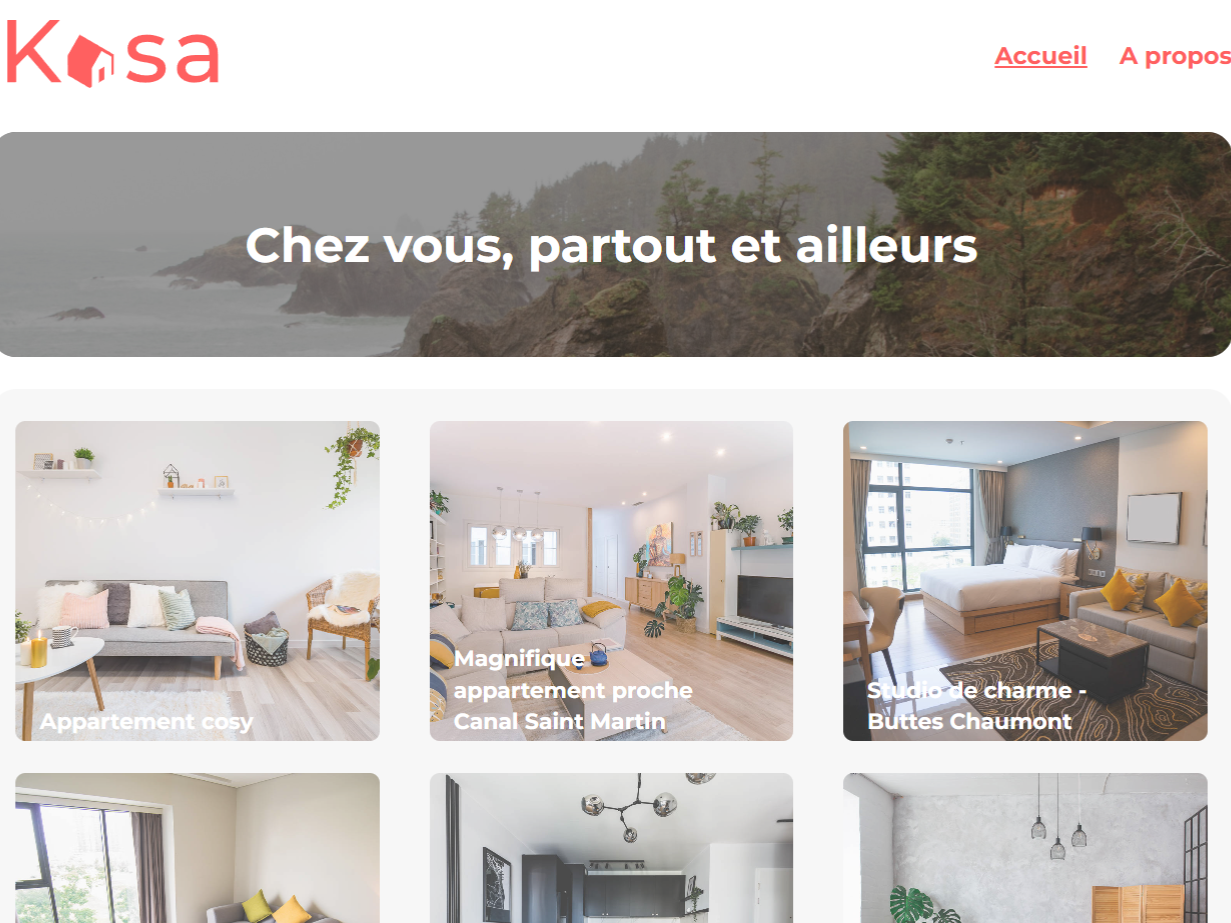 Kasa
Accueil
A propos
Chez vous, partout et ailleurs
Appartement cosy
Magnifique
appartement proche
Canal Saint Martin
Studio de charme -
Buttes Chaumont